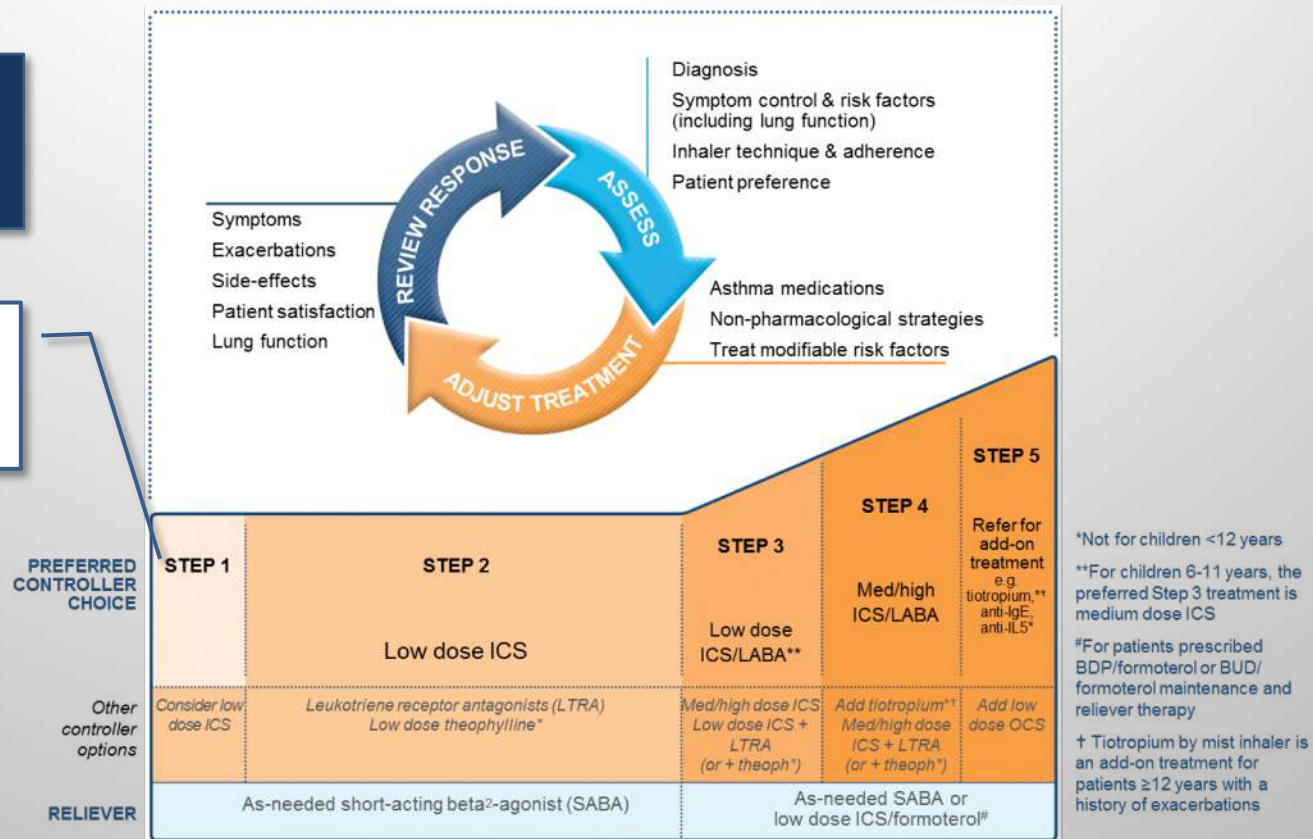 Diagnosis
Symptom control & risk factors
(including lung function)
Inhaler technique & adherence
Patient preference
REVIEW RESPONSE
ASSESS
ADJUST TREATMENT
Symptoms
Exacerbations
Side-effects
Patient satisfaction
Lung function
Asthma medications
Non-pharmacological strategies
Treat modifiable risk factors
PREFERRED
CONTROLLER
CHOICE
STEP 1
STEP 2
Low dose ICS
STEP 3
Low dose
ICS/LABA**
STEP 4
Med/high
ICS/LABA
STEP 5
Refer for
add-on
treatment
e.g.
tiotropium,*†
anti-IgE,
anti-IL5*
Other
controller
options
Consider low
dose ICS
Leukotriene receptor antagonists (LTRA)
Low dose theophylline*
Med/high dose ICS
Low dose ICS +
LTRA
(or + theoph*)
Add tiotropium*†
Med/high dose
ICS + LTRA
(or + theoph*)
Add low
dose OCS
RELIEVER
As-needed short-acting beta2-agonist (SABA)
As-needed SABA or
low dose ICS/formoterol#
*Not for children <12 years
**For children 6-11 years, the
preferred Step 3 treatment is
medium dose ICS
#For patients prescribed
BDP/formoterol or BUD/
formoterol maintenance and
reliever therapy
† Tiotropium by mist inhaler is
an add-on treatment for
patients ≥12 years with a
history of exacerbations